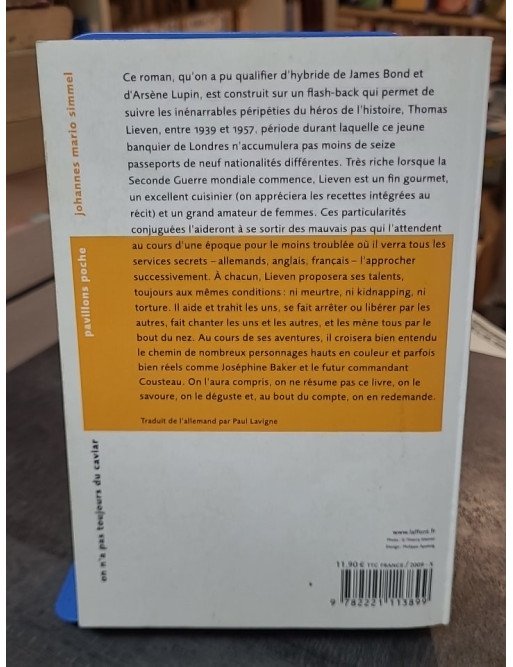 Ce roman, qu'on a pu qualifier d'hybride de James Bond et
d'Arsène Lupin, est construit sur un flash-back qui permet de
suivre les inénarrables péripéties du héros de l'histoire, Thomas
Lieven, entre 1939 et 1957, période durant laquelle ce jeune
banquier de Londres n'accumulera pas moins de seize
passeports de neuf nationalités différentes. Très riche lorsque la
Seconde Guerre mondiale commence, Lieven est un fin gourmet,
un excellent cuisinier (on appréciera les recettes intégrées au
récit) et un grand amateur de femmes. Ces particularités
conjuguées l'aideront à se sortir des mauvais pas qui l'attendent
au cours d'une époque pour le moins troublée où il verra tous les
services secrets – allemands, anglais, français – l'approcher
successivement. À chacun, Lieven proposera ses talents,
toujours aux mêmes conditions : ni meurtre, ni kidnapping, ni
torture. Il aide et trahit les uns, se fait arrêter ou libérer par les
autres, fait chanter les uns et les autres, et les mène tous par le
bout du nez. Au cours de ses aventures, il croisera bien entendu
le chemin de nombreux personnages hauts en couleur et parfois
bien réels comme Joséphine Baker et le futur commandant
Cousteau. On l'aura compris, on ne résume pas ce livre, on le
savoure, on le déguste et, au bout du compte, on en redemande.
Traduit de l'allemand par Paul Lavigne
johannes mario simmel
pavillons poche
on n'a pas toujours du caviar
www.laffont.fr
11,90 € TTC FRANCE / 2009 - X
9 782221 113899